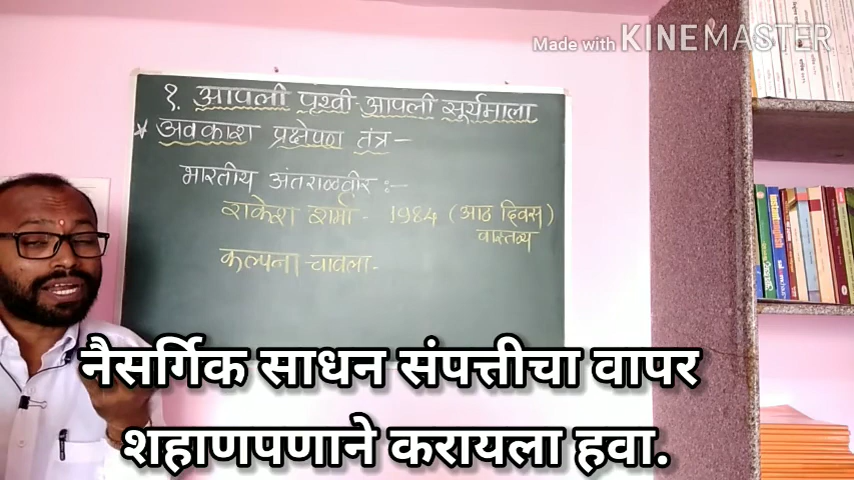 Made with KINEMASTER
१. आपली पृथ्वी-आपली सूर्यमाला
* अवकाश प्रक्षेपण तंत्र -
भारतीय अंतराळवीर :-
राकेश शर्मा - 1984 (आठ दिवस)
वास्तव्य
कल्पना चावला -
नैसर्गिक साधन संपत्तीचा वापर
शहाणपणाने करायला हवा.